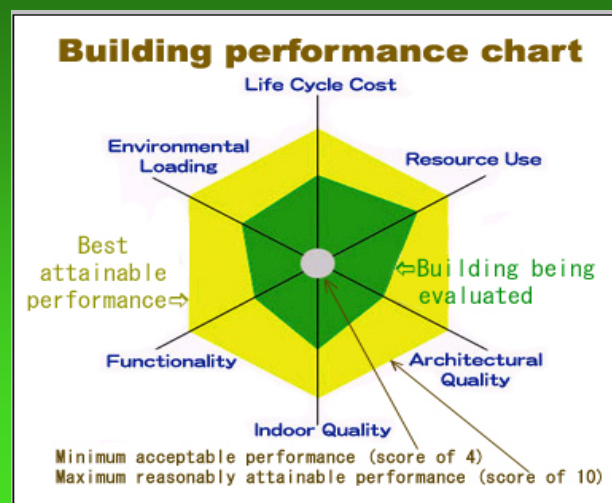 Building performance chart
Life Cycle Cost
Environmental
Loading
Resource Use
Best
attainable
performance⇨
⇦Building being
evaluated
Functionality
Architectural
Quality
Indoor Quality
Minimum acceptable performance (score of 4)
Maximum reasonably attainable performance (score of 10)